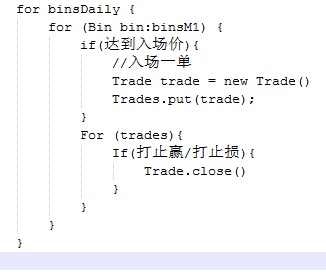 for binsDaily {
for (Bin bin:binsM1) {
if(达到入场价){
//入场一单
Trade trade = new Trade()
Trades.put(trade);
}
For (trades){
If(打止赢/打止损){
Trade.close()
}
}
}
}